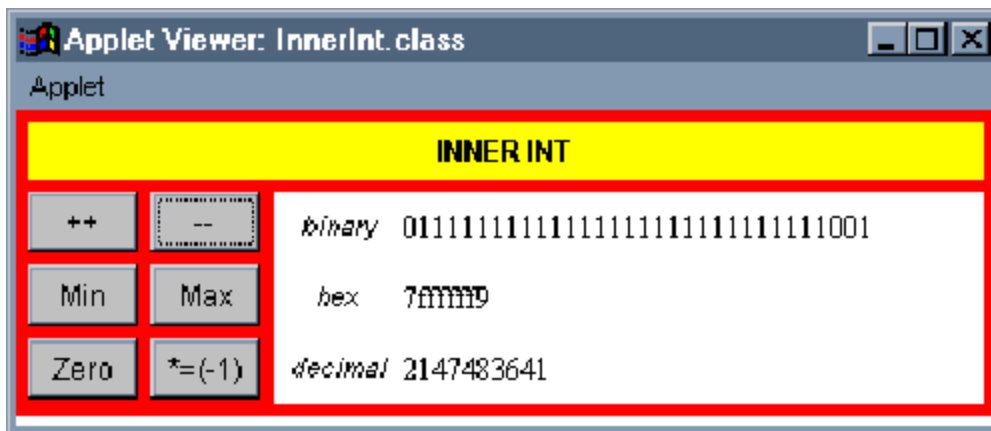 Applet Viewer: InnerInt.class
Applet
INNER INT
++ -- binary 01111111111111111111111111111001
Min Max hex 7ffffff9
Zero *=(-1) decimal 2147483641